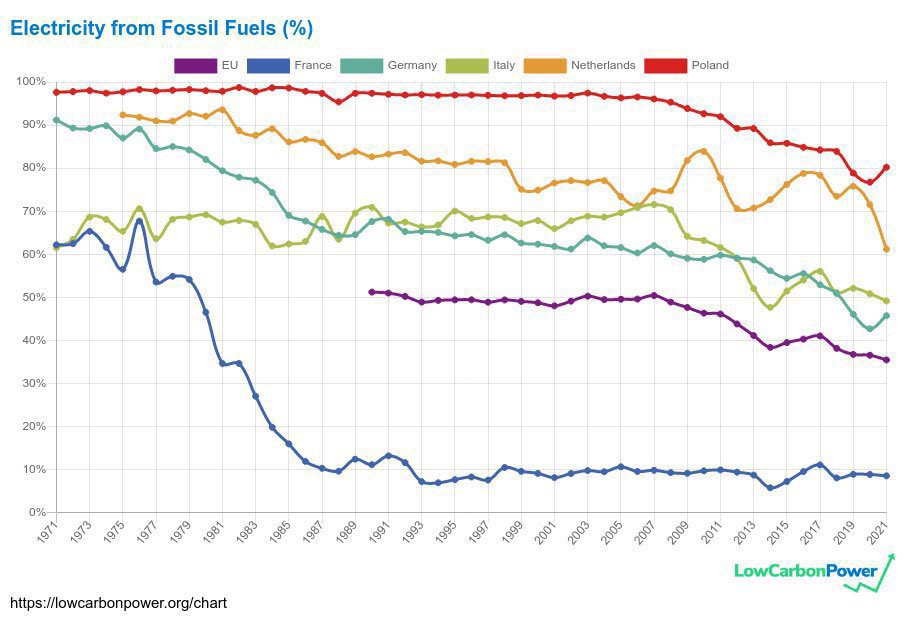 Electricity from Fossil Fuels (%)
EU France Germany Italy Netherlands Poland
100%
90%
80%
70%
60%
50%
40%
30%
20%
10%
0%
1971 1973 1975 1977 1979 1981 1983 1985 1987 1989 1991 1993 1995 1997 1999 2001 2003 2005 2007 2009 2011 2013 2015 2017 2019 2021
LowCarbonPower
https://lowcarbonpower.org/chart